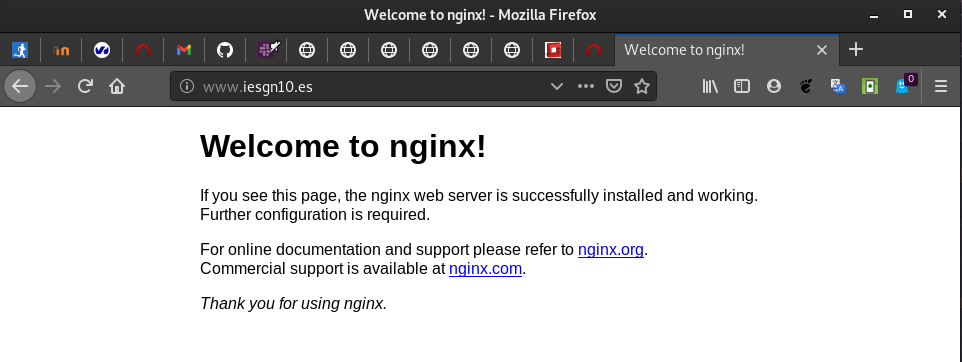 Welcome to nginx! - Mozilla Firefox
Welcome to nginx!
www.iesgn10.es
0
Welcome to nginx!
If you see this page, the nginx web server is successfully installed and working.
Further configuration is required.
For online documentation and support please refer to nginx.org.
Commercial support is available at nginx.com.
Thank you for using nginx.